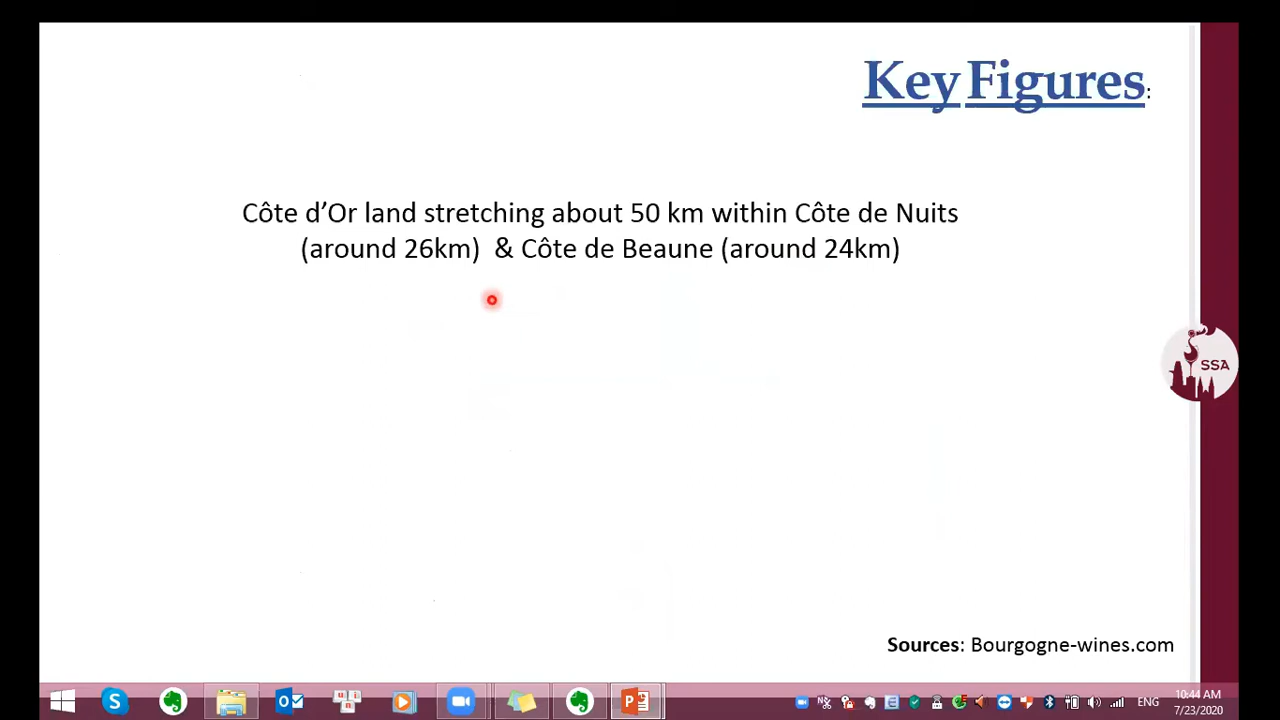 Key Figures:
Côte d’Or land stretching about 50 km within Côte de Nuits
(around 26km) & Côte de Beaune (around 24km)
SSA
Sources: Bourgogne-wines.com
ENG
10:44 AM
7/23/2020